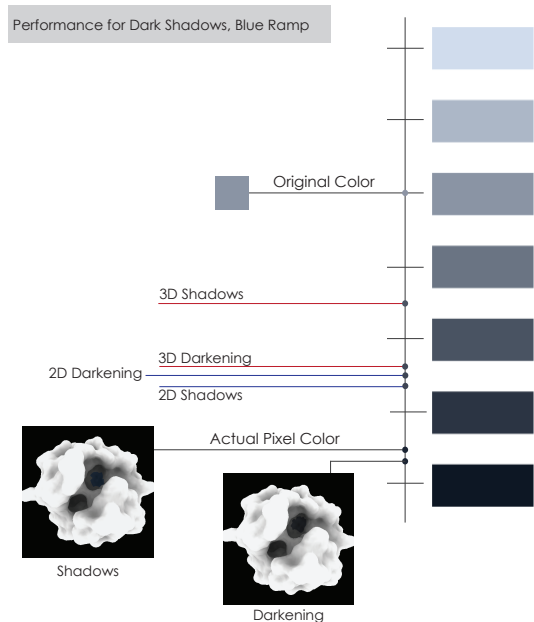 Performance for Dark Shadows, Blue Ramp
Original Color
3D Shadows
3D Darkening
2D Darkening
2D Shadows
Actual Pixel Color
Shadows
Darkening